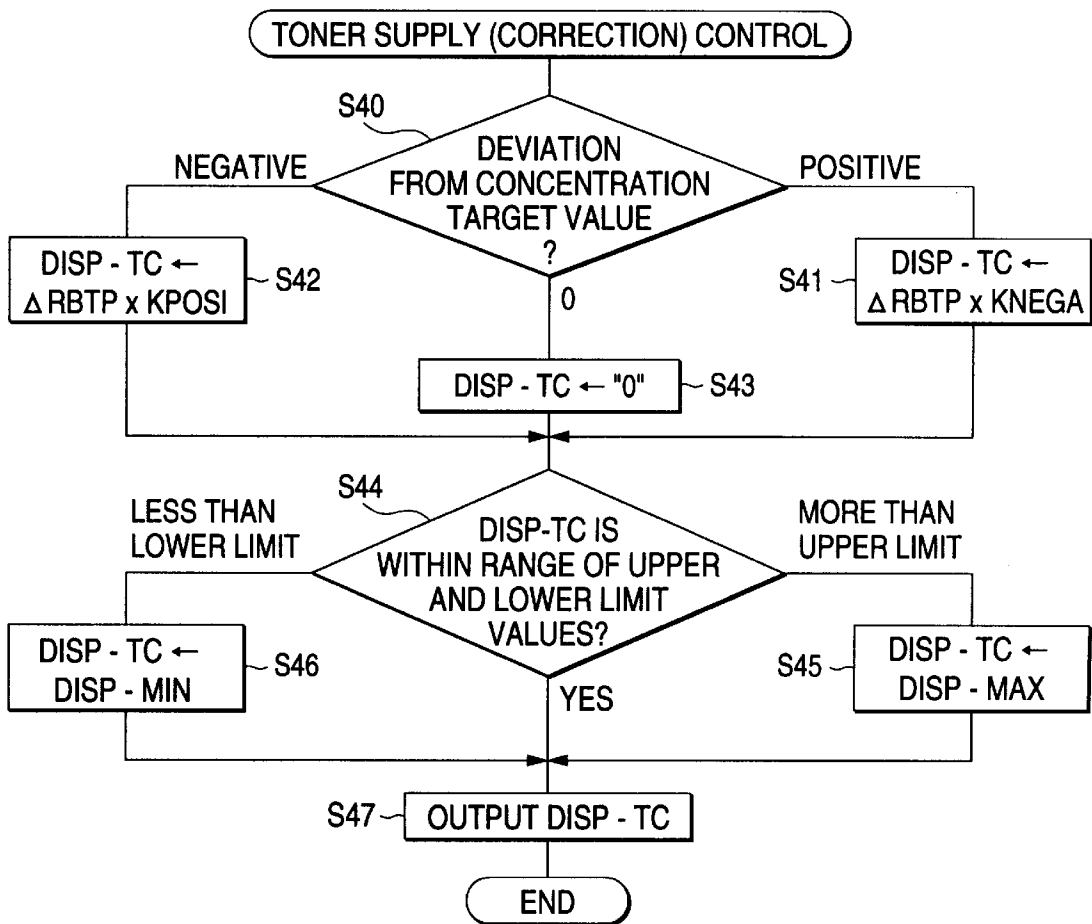 TONER SUPPLY (CORRECTION) CONTROL
S40
DEVIATION
FROM CONCENTRATION
TARGET VALUE
?
NEGATIVE
POSITIVE
DISP - TC ←
Δ RBTP x KPOSI
S42
0
S41
DISP - TC ←
Δ RBTP x KNEGA
DISP - TC ← "0"
S43
S44
LESS THAN
LOWER LIMIT
DISP-TC IS
WITHIN RANGE OF UPPER
AND LOWER LIMIT
VALUES?
MORE THAN
UPPER LIMIT
DISP - TC ←
DISP - MIN
S46
YES
S45
DISP - TC ←
DISP - MAX
S47
OUTPUT DISP - TC
END